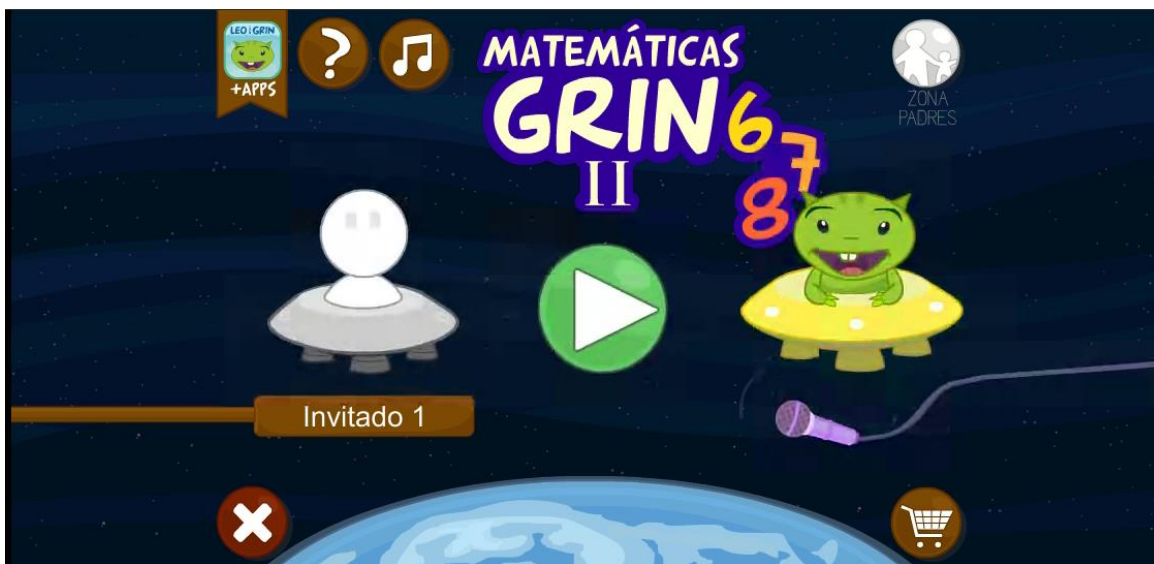 LEO I GRIN
+APPS
?
MATEMÁTICAS
GRIN
II
6
7
8
ZONA
PADRES
Invitado 1